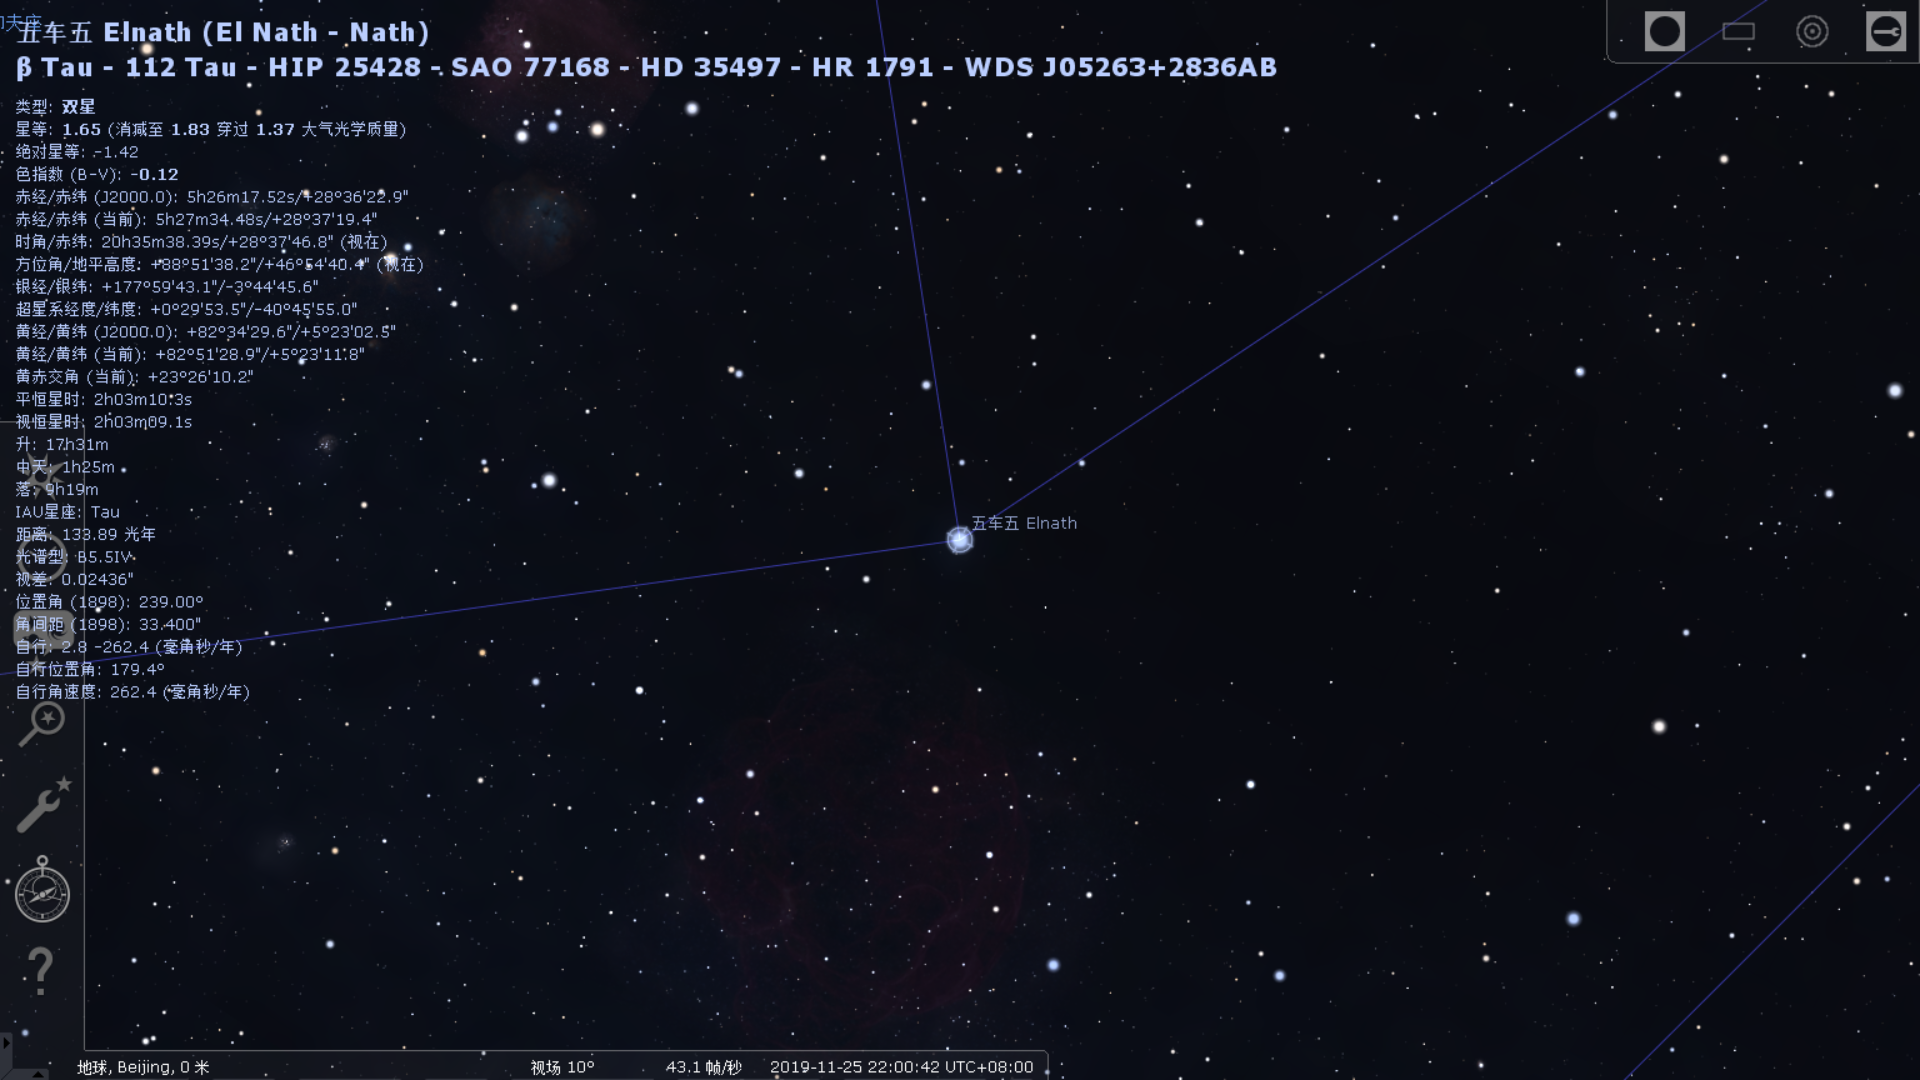 五车五 Elnath (El Nath - Nath)
β Tau - 112 Tau - HIP 25428 - SAO 77168 - HD 35497 - HR 1791 - WDS J05263+2836AB
类型: 双星
星等: 1.65 (消减至 1.83 穿过 1.37 大气光学质量)
绝对星等: -1.42
色指数 (B-V): -0.12
赤经/赤纬 (J2000.0): 5h26m17.52s/+28°36'22.9"
赤经/赤纬 (当前): 5h27m34.48s/+28°37'19.4"
时角/赤纬: 20h35m38.39s/+28°37'46.8" (视在)
方位角/地平高度: +88°51'38.2"/+46°54'40.4" (视在)
银经/银纬: +177°59'43.1"/-3°44'45.6"
超星系经度/纬度: +0°29'53.5"/-40°45'55.0"
黄经/黄纬 (J2000.0): +82°34'29.6"/+5°23'02.5"
黄经/黄纬 (当前): +82°51'28.9"/+5°23'11.8"
黄赤交角 (当前): +23°26'10.2"
平恒星时: 2h03m10.3s
视恒星时: 2h03m09.1s
升: 17h31m
中天: 1h25m
落: 9h19m
IAU星座: Tau
距离: 133.89 光年
光谱型: B5.5IV
视差: 0.02436"
位置角 (1898): 239.00°
角间距 (1898): 33.400"
自行: 2.8 -262.4 (毫角秒/年)
自行位置角: 179.4°
自行角速度: 262.4 (毫角秒/年)
五车五 Elnath
地球, Beijing, 0 米 视场 10° 43.1 帧/秒 2019-11-25 22:00:42 UTC+08:00